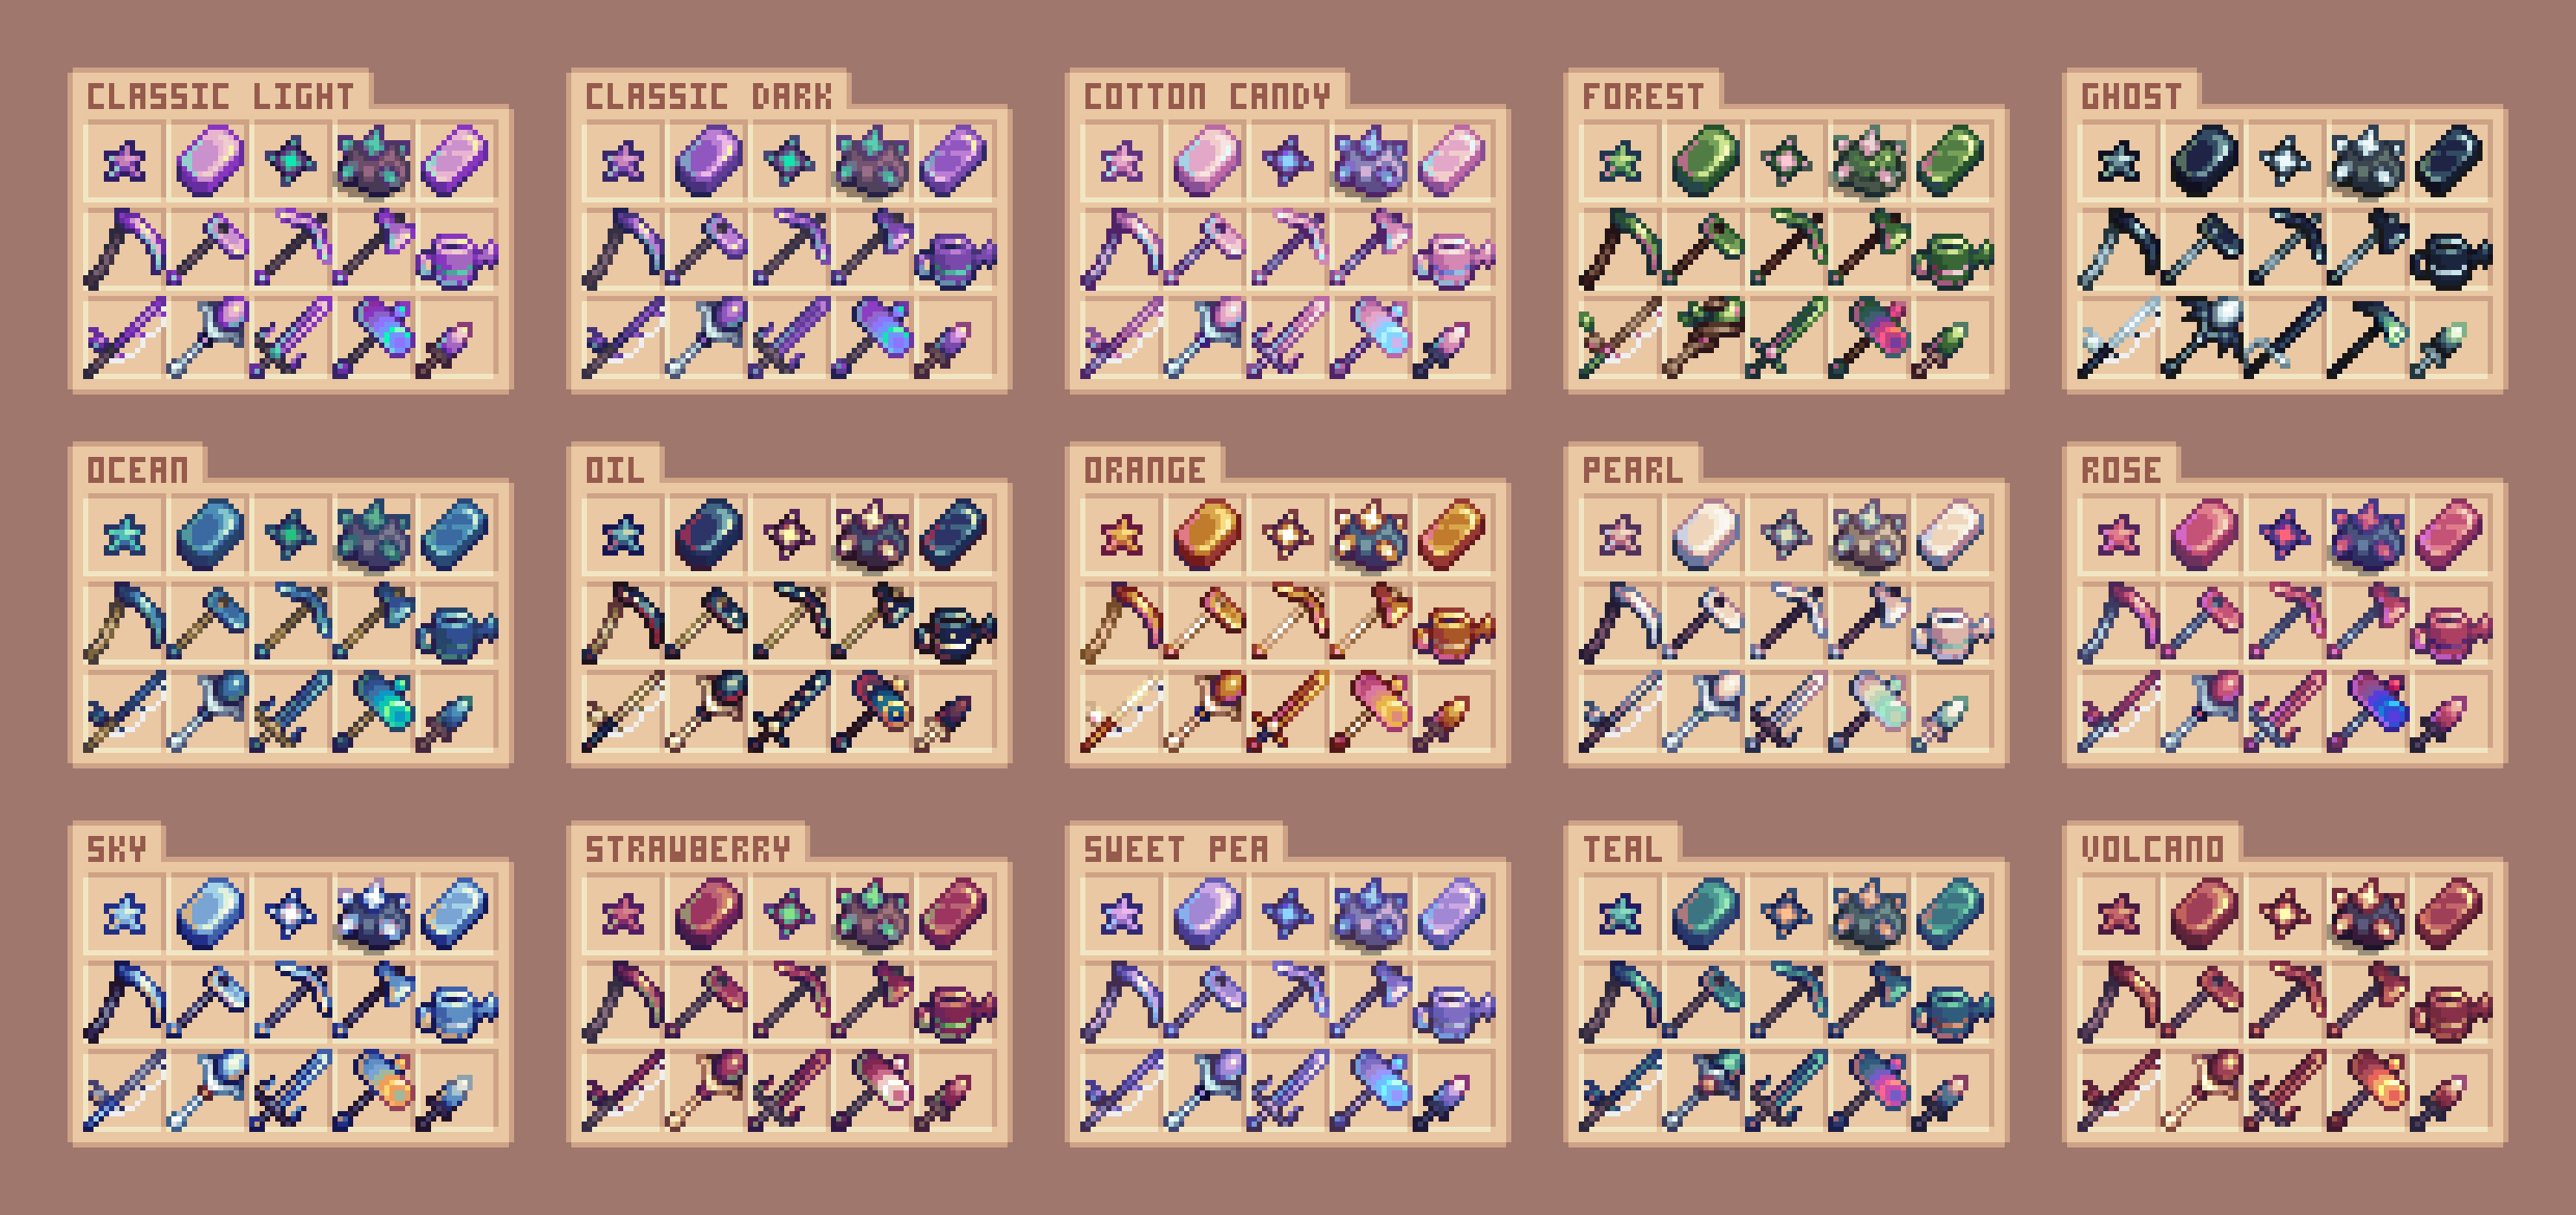 CLASSIC LIGHT
CLASSIC DARK
COTTON CANDY
FOREST
GHOST
OCEAN
OIL
ORANGE
PEARL
ROSE
SKY
STRAWBERRY
SWEET PEA
TEAL
VOLCANO